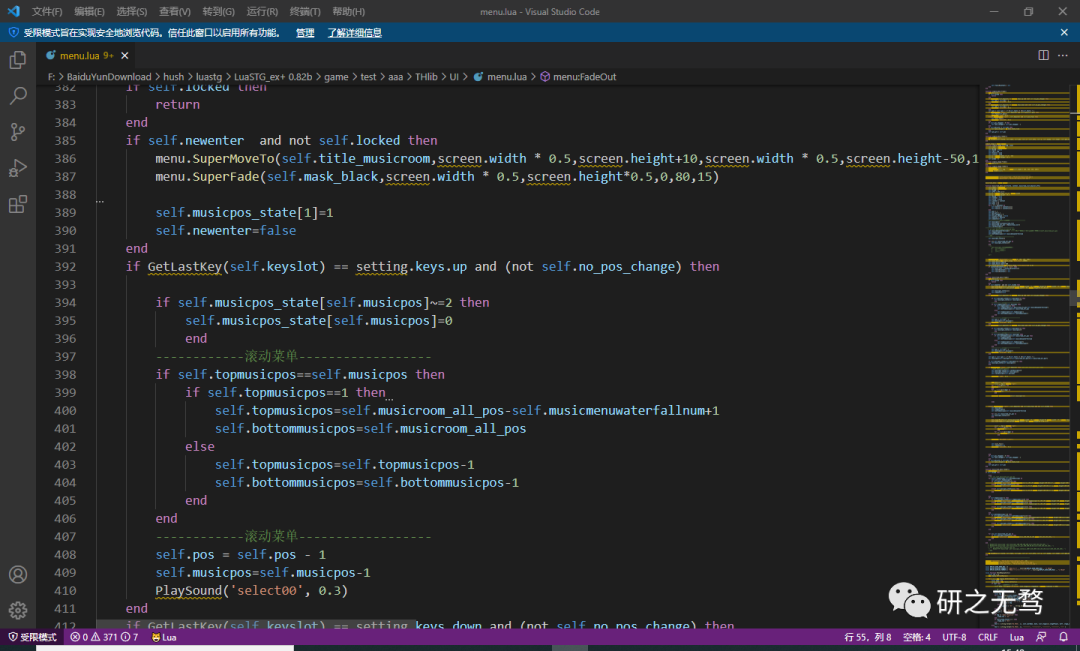 文件(F) 编辑(E) 选择(S) 查看(V) 转到(G) 运行(R) 终端(T) 帮助(H) menu.lua - Visual Studio Code
受限模式旨在实现安全地浏览代码。信任此窗口以启用所有功能。 管理 了解详细信息
menu.lua 9+
F: > BaiduYunDownload > hush > luastg > LuaSTG_ex+ 0.82b > game > test > aaa > THlib > UI > menu.lua > menu:FadeOut
382 if self.locked then
383 return
384 end
385 if self.newenter  and not self.locked then
386 menu.SuperMoveTo(self.title_musicroom,screen.width * 0.5,screen.height+10,screen.width * 0.5,screen.height-50,1
387 menu.SuperFade(self.mask_black,screen.width * 0.5,screen.height*0.5,0,80,15)
388
389 self.musicpos_state[1]=1
390 self.newenter=false
391 end
392 if GetLastKey(self.keyslot) == setting.keys.up and (not self.no_pos_change) then
393
394 if self.musicpos_state[self.musicpos]~=2 then
395 self.musicpos_state[self.musicpos]=0
396 end
397 ------------滚动菜单------------------
398 if self.topmusicpos==self.musicpos then
399 if self.topmusicpos==1 then
400 self.topmusicpos=self.musicroom_all_pos-self.musicmenuwaterfallnum+1
401 self.bottommusicpos=self.musicroom_all_pos
402 else
403 self.topmusicpos=self.topmusicpos-1
404 self.bottommusicpos=self.bottommusicpos-1
405 end
406 end
407 ------------滚动菜单------------------
408 self.pos = self.pos - 1
409 self.musicpos=self.musicpos-1
410 PlaySound('select00', 0.3)
411 end
412 if GetLastKey(self.keyslot) == setting.keys.down and (not self.no_pos_change) then
研之无骛
受限模式 0 371 7 Lua 行 55，列 8 空格: 4 UTF-8 CRLF Lua